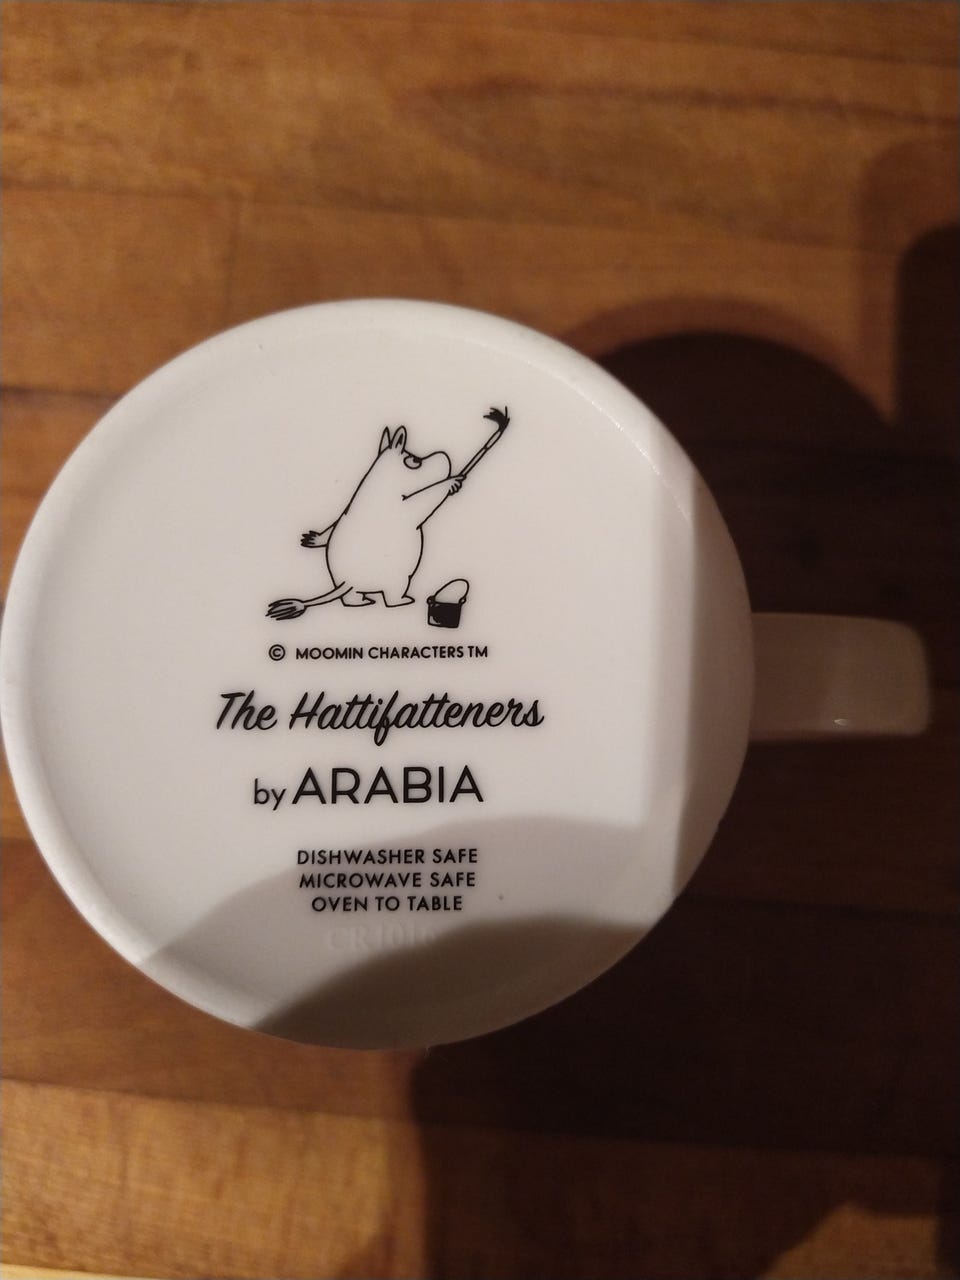 © MOOMIN CHARACTERS TM
The Hattifatteners
by ARABIA
DISHWASHER SAFE
MICROWAVE SAFE
OVEN TO TABLE